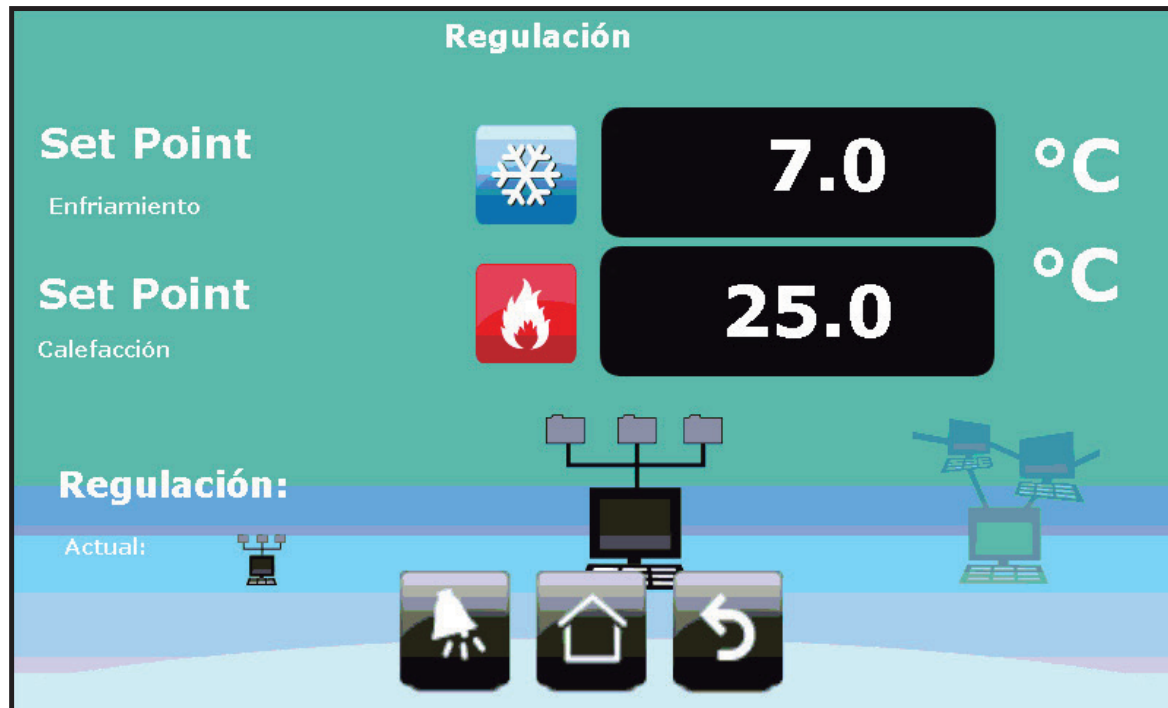 Regulación
Set Point
Enfriamiento
7.0 °C
Set Point
Calefacción
25.0 °C
Regulación:
Actual: